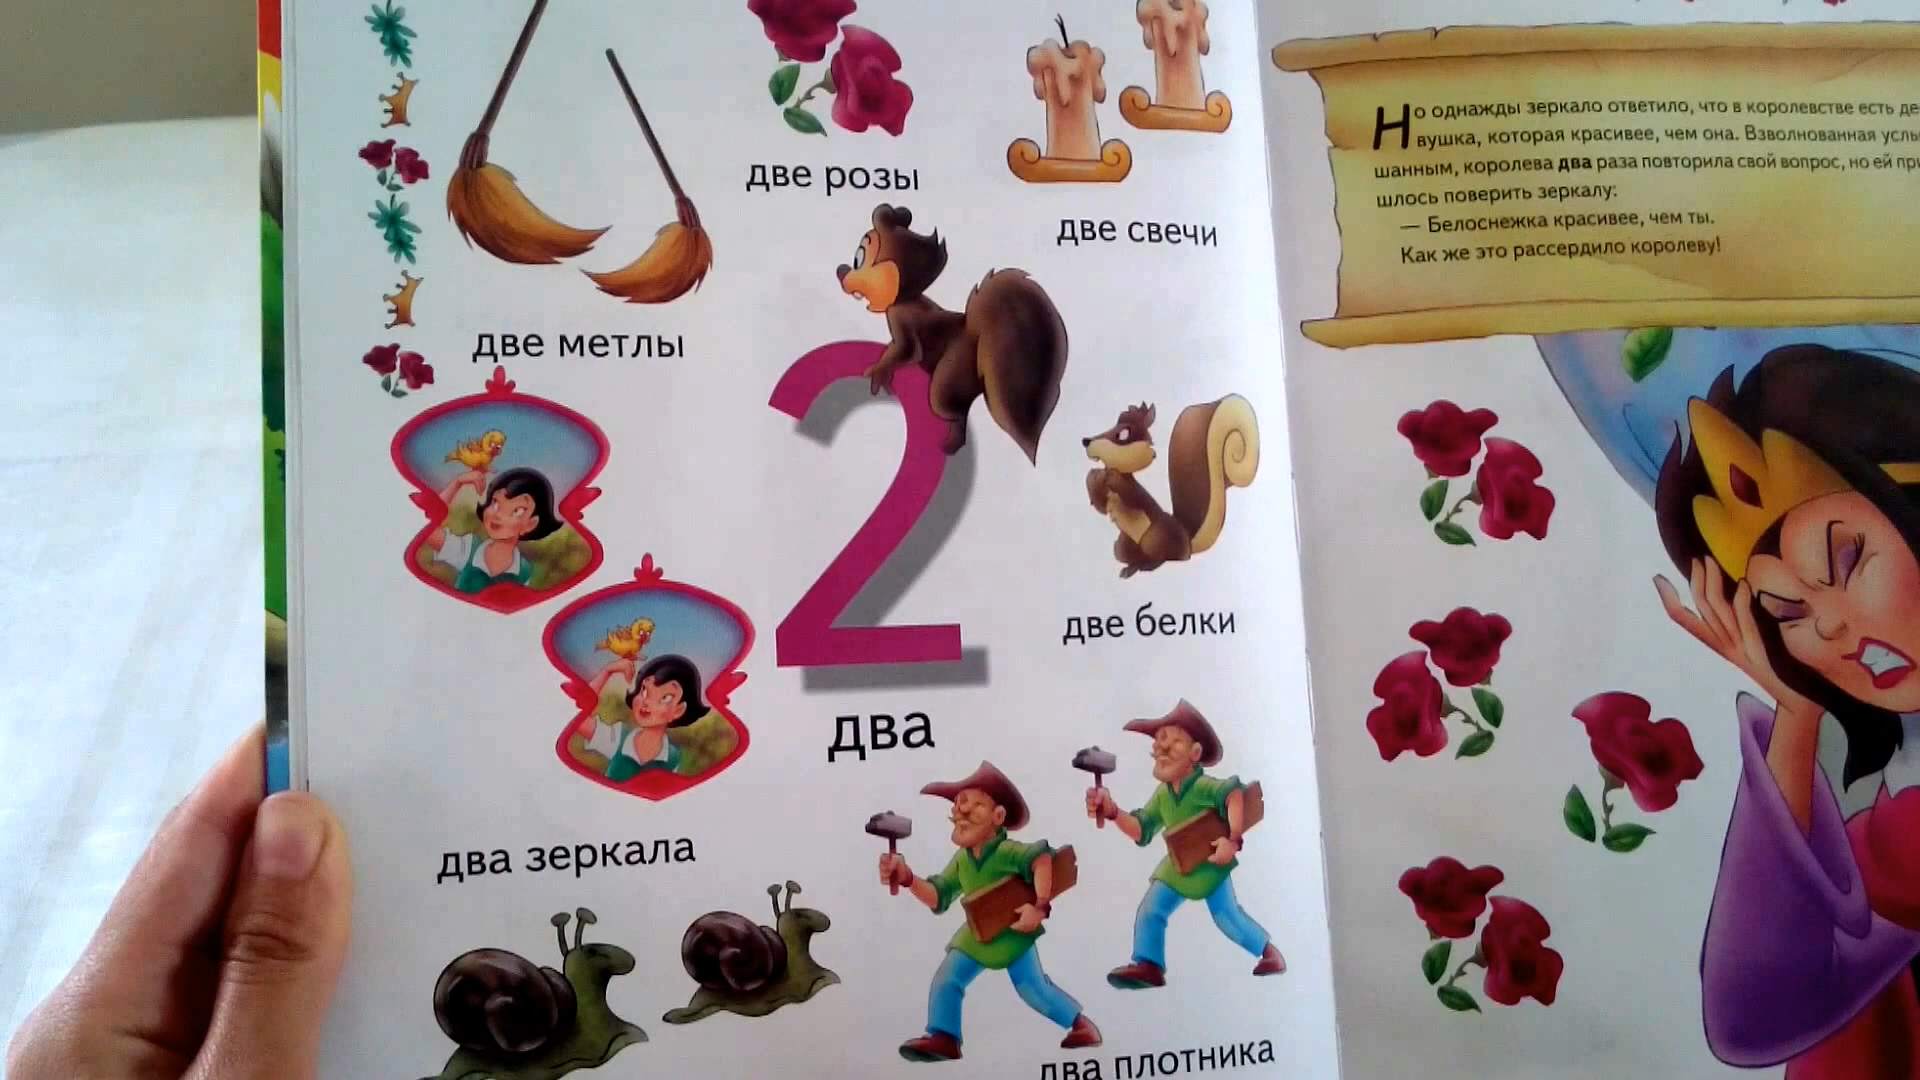 две розы
две свечи
две метлы
2
две белки
два
два зеркала
два плотника
Но однажды зеркало ответило, что в королевстве есть де
вушка, которая красивее, чем она. Взволнованная услы
шанным, королева два раза повторила свой вопрос, но ей при
шлось поверить зеркалу:
— Белоснежка красивее, чем ты.
Как же это рассердило королеву!